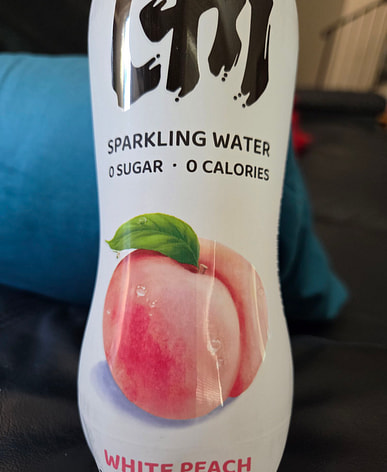 SPARKLING WATER
0 SUGAR · 0 CALORIES
WHITE PEACH